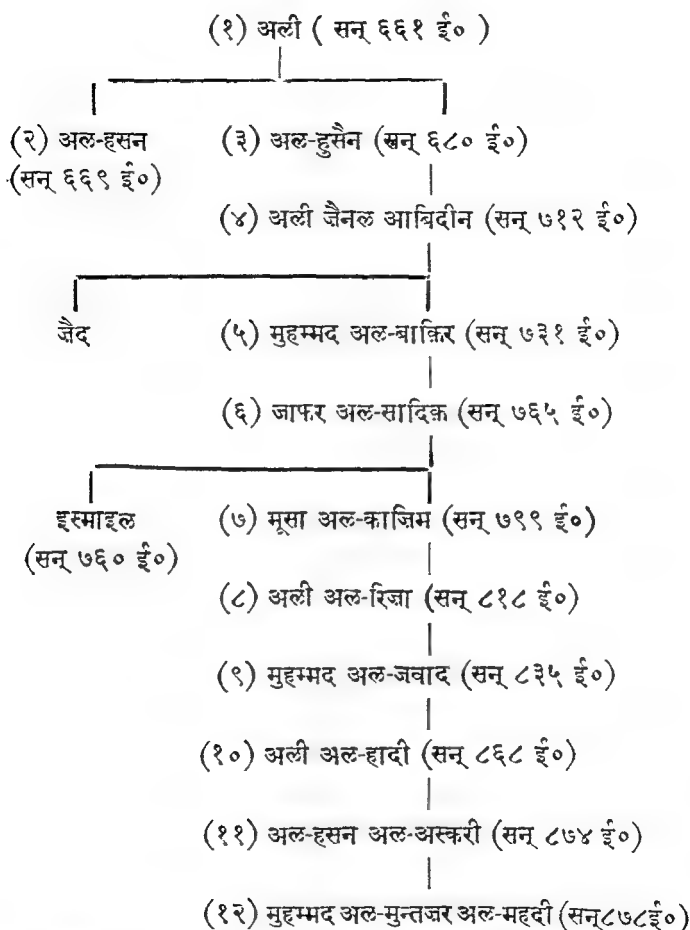 (१) अली ( सन् ६६१ ई० )
(२) अल-हसन
(सन् ६६९ ई०)
(३) अल-हुसैन (सन ६८० ई०)
(४) अली ज़ैनल आबिदीन (सन् ७१२ ई०)
ज़ैद
(५) मुहम्मद अल-बाक़िर (सन् ७३१ ई०)
(६) जाफर अल-सादिक़ (सन् ७६५ ई०)
इस्माइल
(सन् ७६० ई०)
(७) मूसा अल-काज़िम (सन् ७९९ ई०)
(८) अली अल-रिज़ा (सन् ८१८ ई०)
(९) मुहम्मद अल-जवाद (सन् ८३५ ई०)
(१०) अली अल-हादी (सन् ८६८ ई०)
(११) अल-हसन अल-अस्करी (सन् ८७४ ई०)
(१२) मुहम्मद अल-मुन्तज़र अल-महदी (सन्८७८ई०)